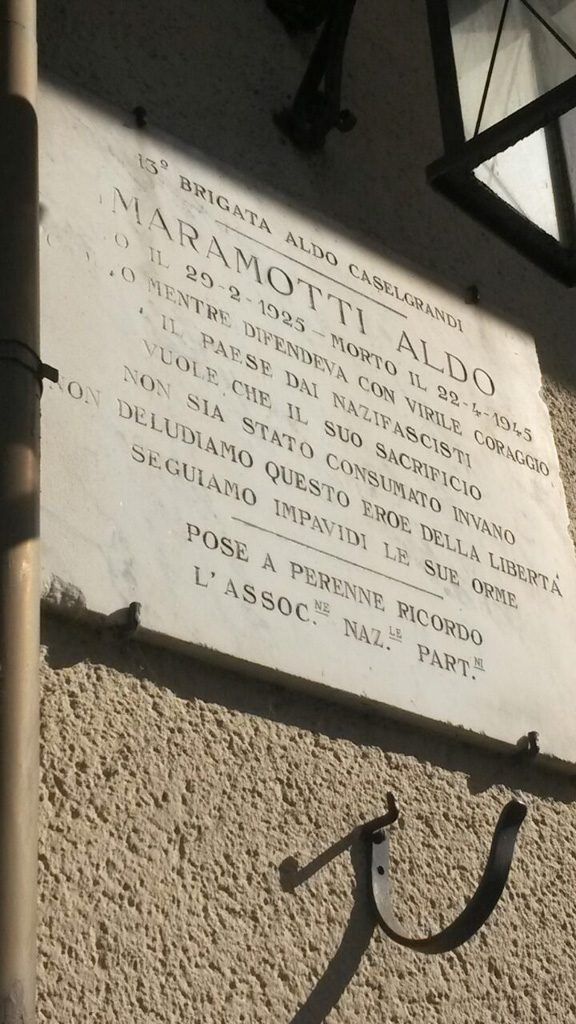 13º BRIGATA ALDO CASELGRANDI
MARAMOTTI ALDO
O IL 29-2-1925 - MORTO IL 22-4-1945
O MENTRE DIFENDEVA CON VIRILE CORAGGIO
IL PAESE DAI NAZIFASCISTI
VUOLE CHE IL SUO SACRIFICIO
NON SIA STATO CONSUMATO INVANO
NON DELUDIAMO QUESTO EROE DELLA LIBERTÀ
SEGUIAMO IMPAVIDI LE SUE ORME
POSE A PERENNE RICORDO
L'ASSOC.NE NAZ.LE PART.NI